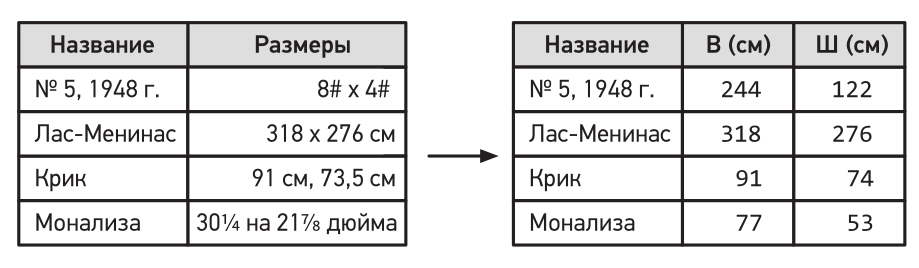 Название Размеры
№ 5, 1948 г. 8# x 4#
Лас-Менинас 318 x 276 см
Крик 91 см, 73,5 см
Монализа 30¼ на 21⅞ дюйма
Название В (см) Ш (см)
№ 5, 1948 г. 244 122
Лас-Менинас 318 276
Крик 91 74
Монализа 77 53